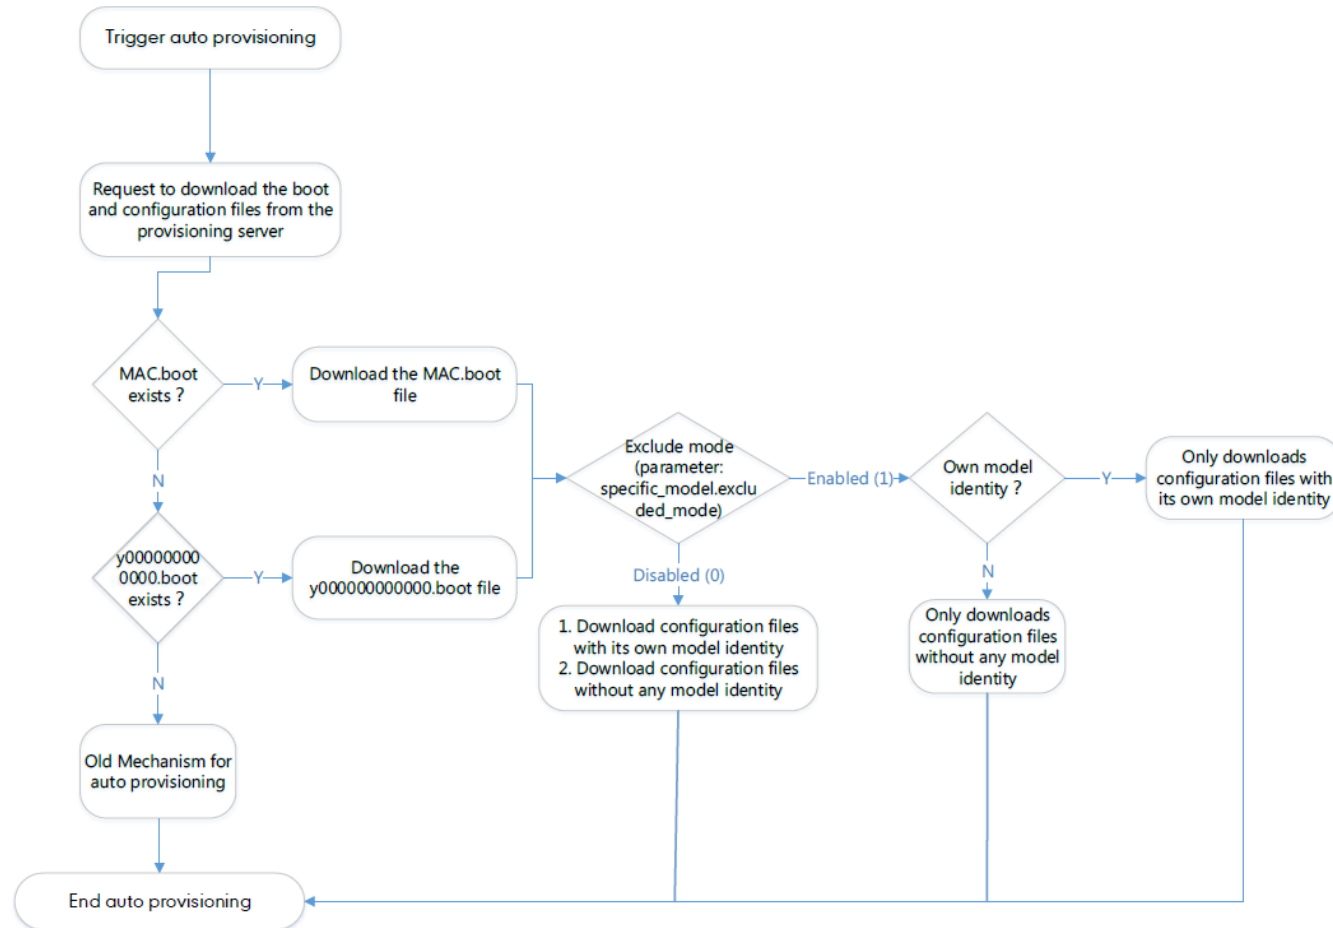 Trigger auto provisioning
Request to download the boot
and configuration files from the
provisioning server
MAC.boot
exists ?
Y
Download the MAC.boot
file
N
y00000000
0000.boot
exists ?
Y
Download the
y000000000000.boot file
N
Old Mechanism for
auto provisioning
End auto provisioning
Exclude mode
(parameter:
specific_model.exclu
ded_mode)
Enabled (1)
Disabled (0)
1. Download configuration files
with its own model identity
2. Download configuration files
without any model identity
Own model
identity ?
Y
Only downloads
configuration files with
its own model identity
N
Only downloads
configuration files
without any model
identity